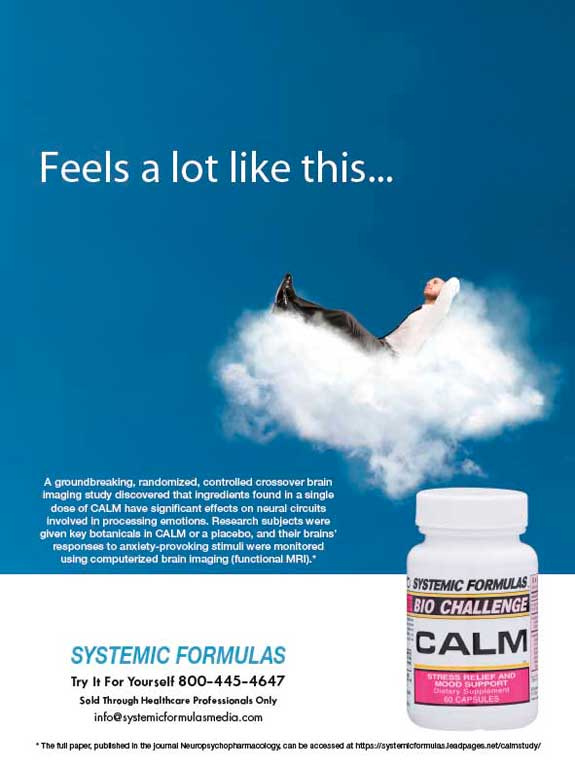 Feels a lot like this...
A groundbreaking, randomized, controlled crossover brain
imaging study discovered that ingredients found in a single
dose of CALM have significant effects on neural circuits
involved in processing emotions. Research subjects were
given key botanicals in CALM or a placebo, and their brains'
responses to anxiety-provoking stimuli were monitored
using computerized brain imaging (functional MRI).*
SYSTEMIC FORMULAS
BIO CHALLENGE
CALM
STRESS RELIEF AND
MOOD SUPPORT
Dietary Supplement
60 CAPSULES
SYSTEMIC FORMULAS
Try It For Yourself 800-445-4647
Sold Through Healthcare Professionals Only
info@systemicformulasmedia.com
* The full paper, published in the journal Neuropsychopharmacology, can be accessed at https://systemicformulas.leadpages.net/calmstudy/